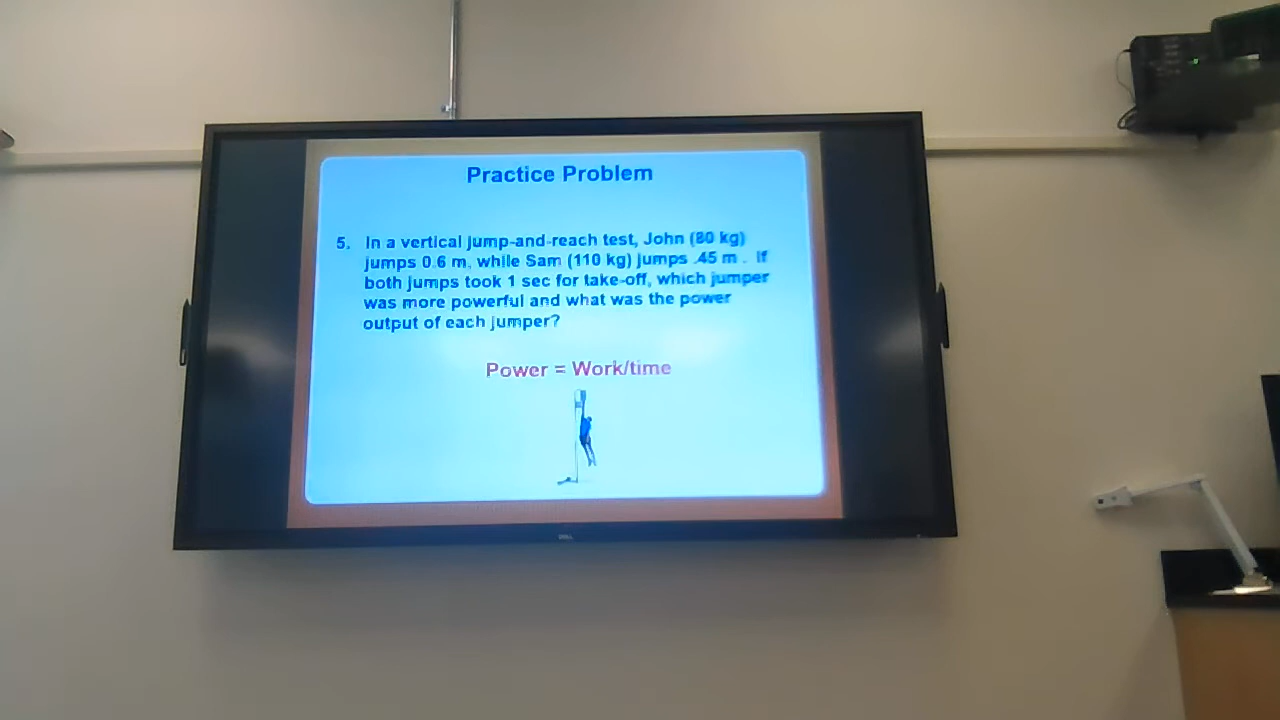 Practice Problem
5. In a vertical jump-and-reach test, John (80 kg)
jumps 0.6 m, while Sam (110 kg) jumps .45 m . If
both jumps took 1 sec for take-off, which jumper
was more powerful and what was the power
output of each jumper?
Power = Work/time
DELL